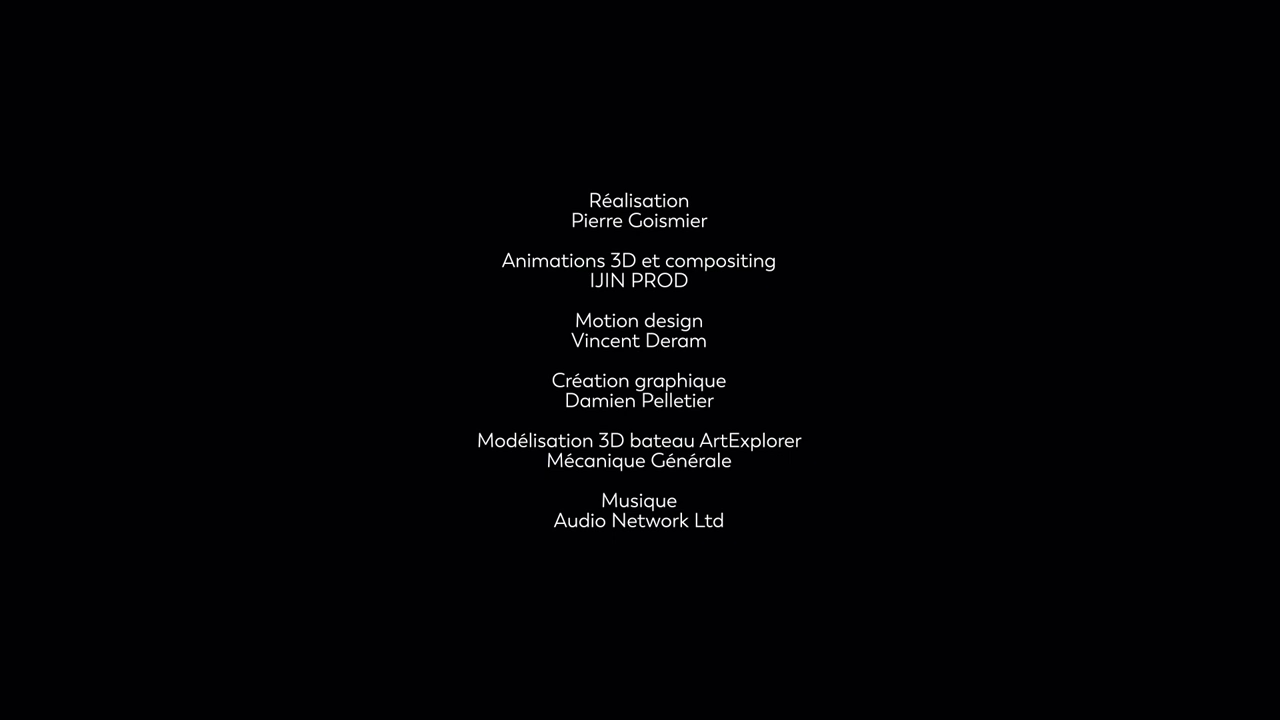 Réalisation
Pierre Goismier
Animations 3D et compositing
IJIN PROD
Motion design
Vincent Deram
Création graphique
Damien Pelletier
Modélisation 3D bateau ArtExplorer
Mécanique Générale
Musique
Audio Network Ltd